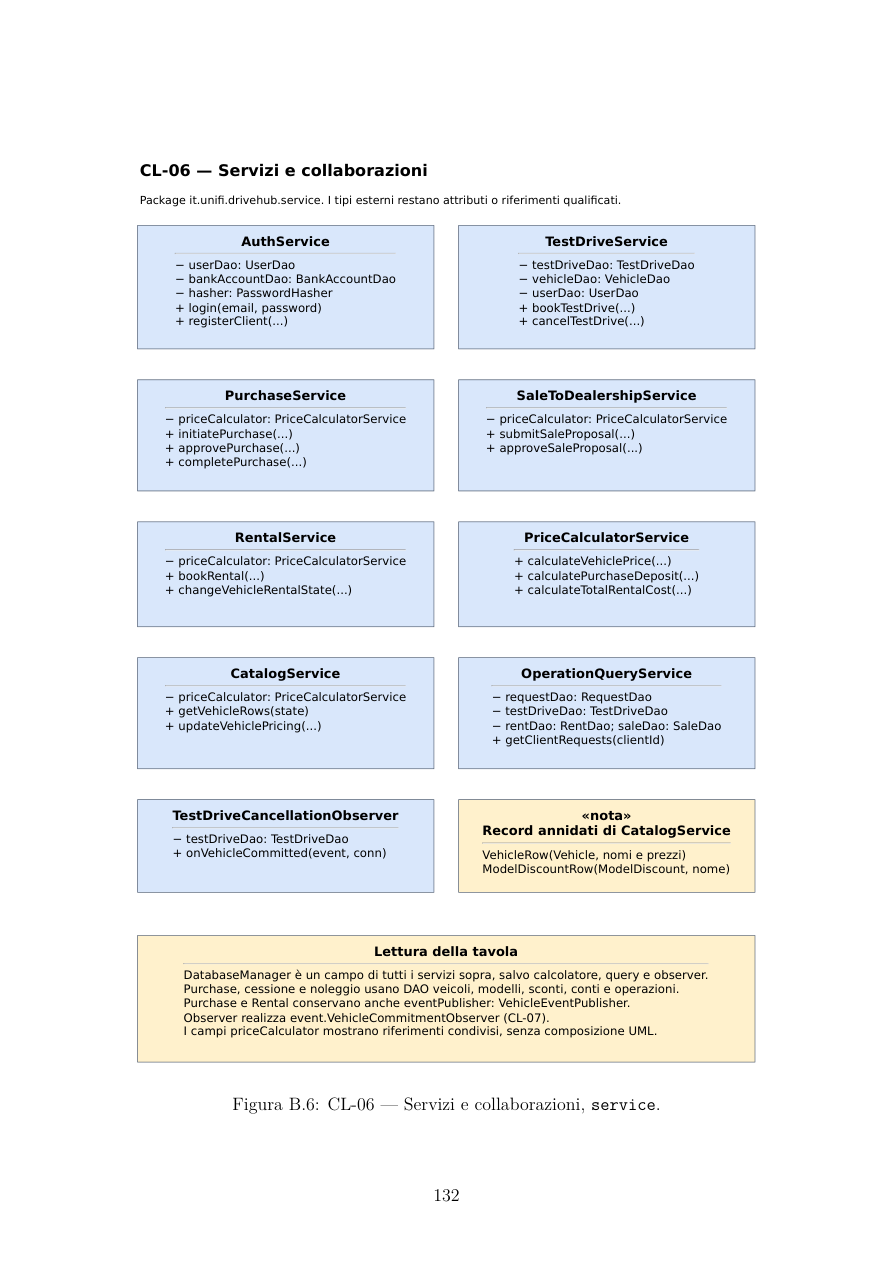 CL-06 — Servizi e collaborazioni
Package it.unifi.drivehub.service. I tipi esterni restano attributi o riferimenti qualificati.
AuthService
− userDao: UserDao
− bankAccountDao: BankAccountDao
− hasher: PasswordHasher
+ login(email, password)
+ registerClient(...)
TestDriveService
− testDriveDao: TestDriveDao
− vehicleDao: VehicleDao
− userDao: UserDao
+ bookTestDrive(...)
+ cancelTestDrive(...)
PurchaseService
− priceCalculator: PriceCalculatorService
+ initiatePurchase(...)
+ approvePurchase(...)
+ completePurchase(...)
SaleToDealershipService
− priceCalculator: PriceCalculatorService
+ submitSaleProposal(...)
+ approveSaleProposal(...)
RentalService
− priceCalculator: PriceCalculatorService
+ bookRental(...)
+ changeVehicleRentalState(...)
PriceCalculatorService
+ calculateVehiclePrice(...)
+ calculatePurchaseDeposit(...)
+ calculateTotalRentalCost(...)
CatalogService
− priceCalculator: PriceCalculatorService
+ getVehicleRows(state)
+ updateVehiclePricing(...)
OperationQueryService
− requestDao: RequestDao
− testDriveDao: TestDriveDao
− rentDao: RentDao; saleDao: SaleDao
+ getClientRequests(clientId)
TestDriveCancellationObserver
− testDriveDao: TestDriveDao
+ onVehicleCommitted(event, conn)
«nota»
Record annidati di CatalogService
VehicleRow(Vehicle, nomi e prezzi)
ModelDiscountRow(ModelDiscount, nome)
Lettura della tavola
DatabaseManager è un campo di tutti i servizi sopra, salvo calcolatore, query e observer.
Purchase, cessione e noleggio usano DAO veicoli, modelli, sconti, conti e operazioni.
Purchase e Rental conservano anche eventPublisher: VehicleEventPublisher.
Observer realizza event.VehicleCommitmentObserver (CL-07).
I campi priceCalculator mostrano riferimenti condivisi, senza composizione UML.
Figura B.6: CL-06 — Servizi e collaborazioni, service.
132